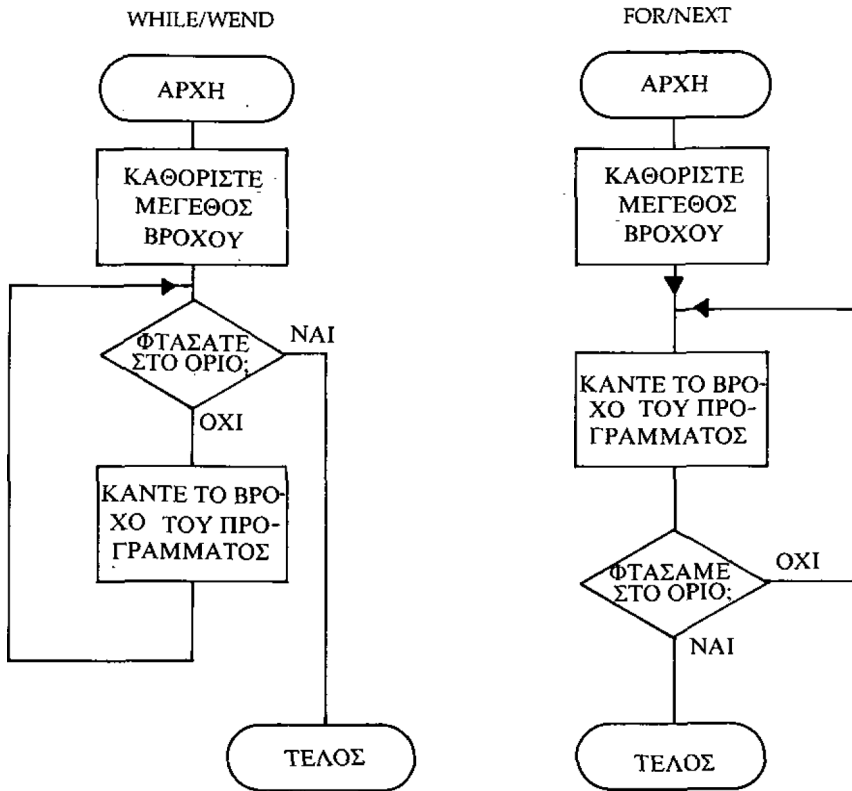 WHILE/WEND
ΑΡΧΗ
ΚΑΘΟΡΙΣΤΕ
ΜΕΓΕΘΟΣ
ΒΡΟΧΟΥ
ΦΤΑΣΑΤΕ
ΣΤΟ ΟΡΙΟ;
ΝΑΙ
ΟΧΙ
ΚΑΝΤΕ ΤΟ ΒΡΟ-
ΧΟ ΤΟΥ ΠΡΟ-
ΓΡΑΜΜΑΤΟΣ
ΤΕΛΟΣ
FOR/NEXT
ΑΡΧΗ
ΚΑΘΟΡΙΣΤΕ
ΜΕΓΕΘΟΣ
ΒΡΟΧΟΥ
ΚΑΝΤΕ ΤΟ ΒΡΟ-
ΧΟ ΤΟΥ ΠΡΟ-
ΓΡΑΜΜΑΤΟΣ
ΦΤΑΣΑΜΕ
ΣΤΟ ΟΡΙΟ;
ΟΧΙ
ΝΑΙ
ΤΕΛΟΣ